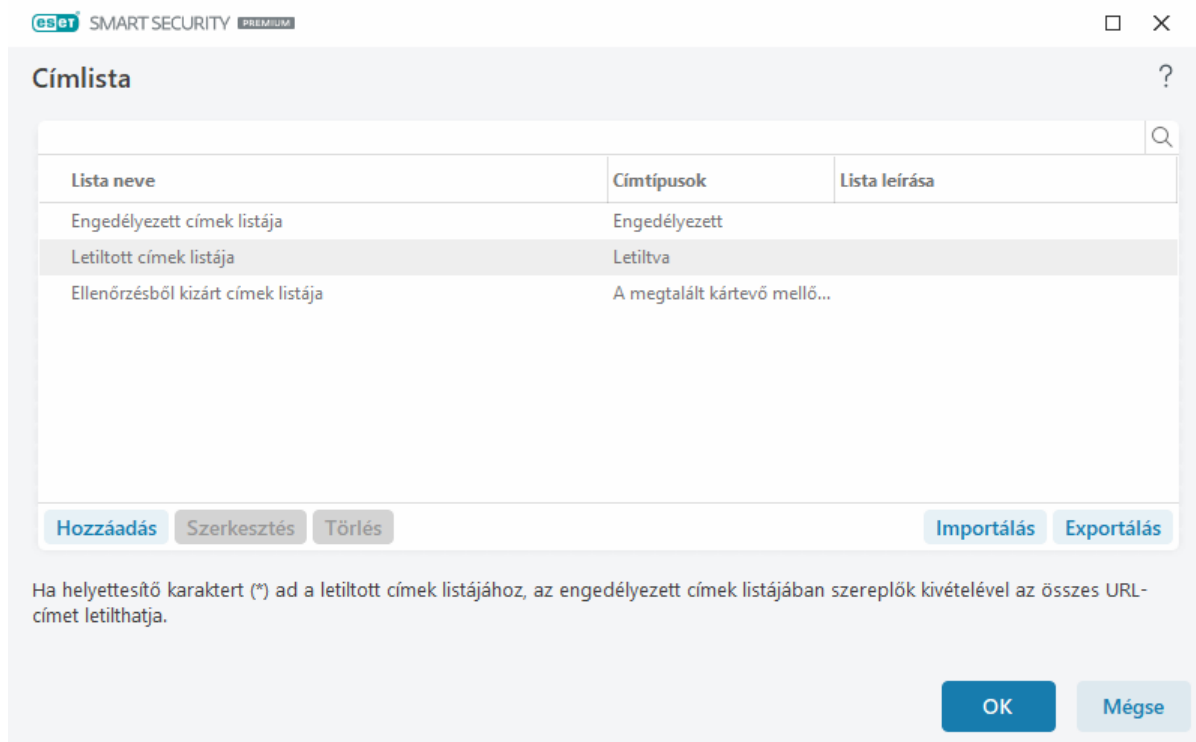 eset SMART SECURITY PREMIUM
Címlista
?
Lista neve Címtípusok Lista leírása
Engedélyezett címek listája Engedélyezett
Letiltott címek listája Letiltva
Ellenőrzésből kizárt címek listája A megtalált kártevő mellő...
Hozzáadás Szerkesztés Törlés Importálás Exportálás
Ha helyettesítő karaktert (*) ad a letiltott címek listájához, az engedélyezett címek listájában szereplők kivételével az összes URL-
címet letilthatja.
OK Mégse